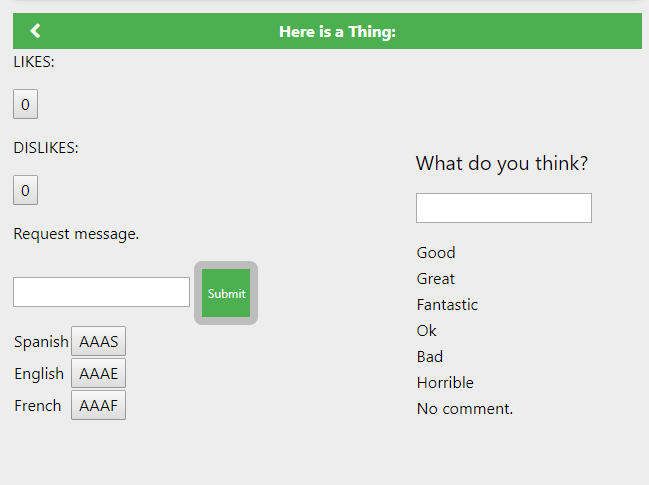 Here is a Thing:
LIKES:
0
DISLIKES:
0
Request message.
Submit
Spanish AAAS
English AAAE
French AAAF
What do you think?
Good
Great
Fantastic
Ok
Bad
Horrible
No comment.